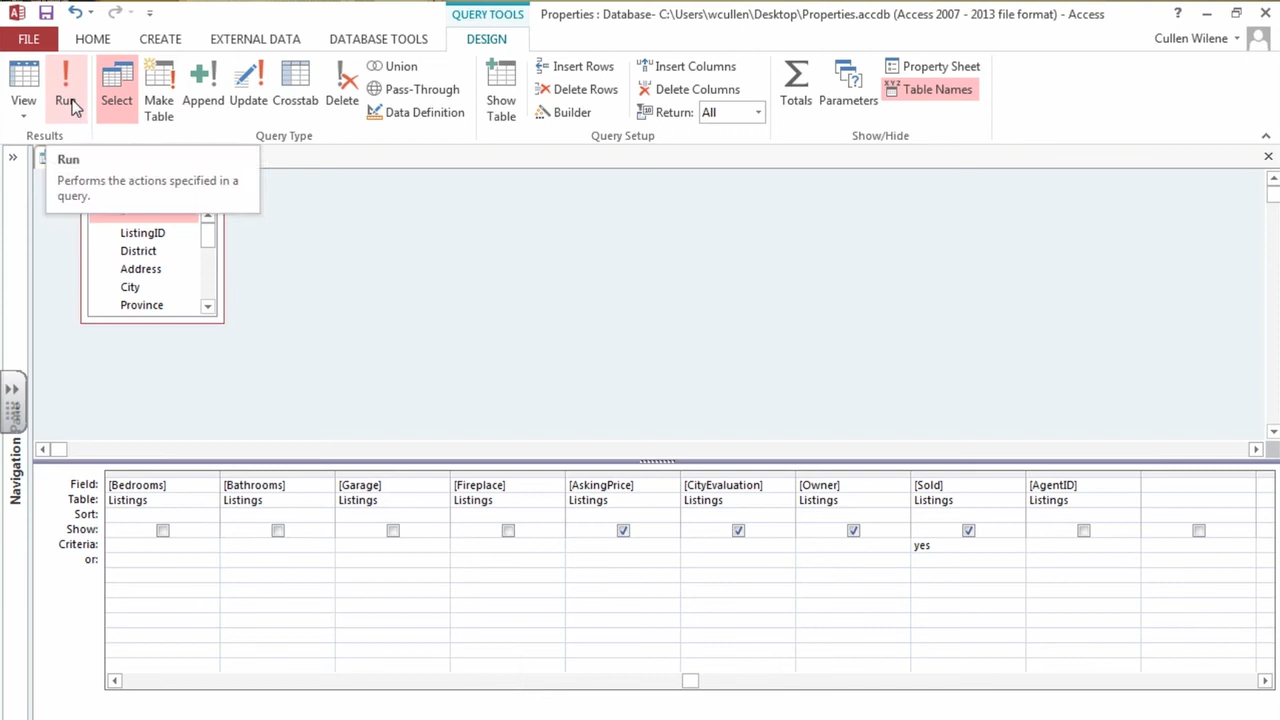 QUERY TOOLS
Properties : Database- C:\Users\wcullen\Desktop\Properties.accdb (Access 2007 - 2013 file format) - Access
?
FILE HOME CREATE EXTERNAL DATA DATABASE TOOLS DESIGN
Cullen Wilene
View
Run
Select
Make Table
Append
Update
Crosstab
Delete
Union
Pass-Through
Data Definition
Show Table
Insert Rows
Delete Rows
Builder
Insert Columns
Delete Columns
Return: All
Totals
Parameters
Property Sheet
Table Names
Results
Query Type
Query Setup
Show/Hide
Run
Performs the actions specified in a
query.
ListingID
District
Address
City
Province
Navigation Pane
Field: [Bedrooms] [Bathrooms] [Garage] [Fireplace] [AskingPrice] [CityEvaluation] [Owner] [Sold] [AgentID]
Table: Listings Listings Listings Listings Listings Listings Listings Listings Listings
Sort:
Show:
Criteria: yes
or: